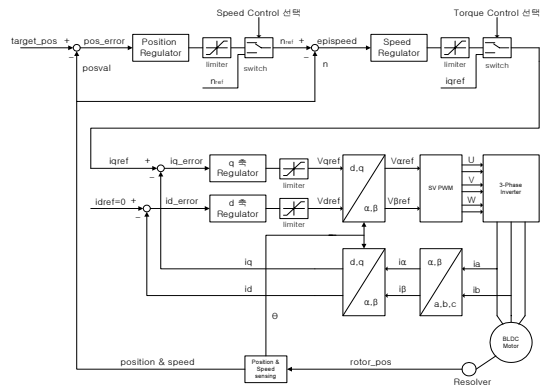 Speed Control 선택
Torque Control 선택
target_pos + pos_error
Position Regulator
limiter
switch
nref + epispeed
Speed Regulator
limiter
switch
−
posval
nref
−
n
iqref
iqref + iq_error
−
q 축 Regulator
limiter
Vqref
d,q
α,β
Vαref
SV PWM
U
V
W
3-Phase Inverter
idref=0 + id_error
−
d 축 Regulator
limiter
Vdref
Vβref
iq
id
d,q
α,β
iα
iβ
α,β
a,b,c
ia
ib
θ
BLDC Motor
position & speed
Position & Speed sensing
rotor_pos
Resolver